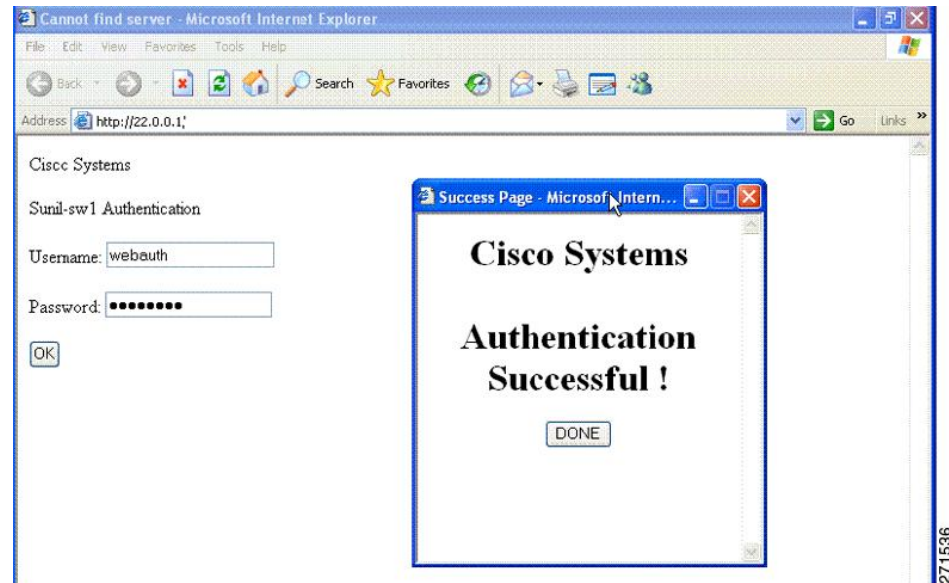 Cannot find server - Microsoft Internet Explorer
File Edit View Favorites Tools Help
Back Search Favorites
Address http://22.0.0.1;' Go Links »
Ciscc Systems
Sunil-sw1 Authentication
Username: webauth
Password: ●●●●●●●●
OK
Success Page - Microsoft Intern...
Cisco Systems
Authentication
Successful !
DONE
271536